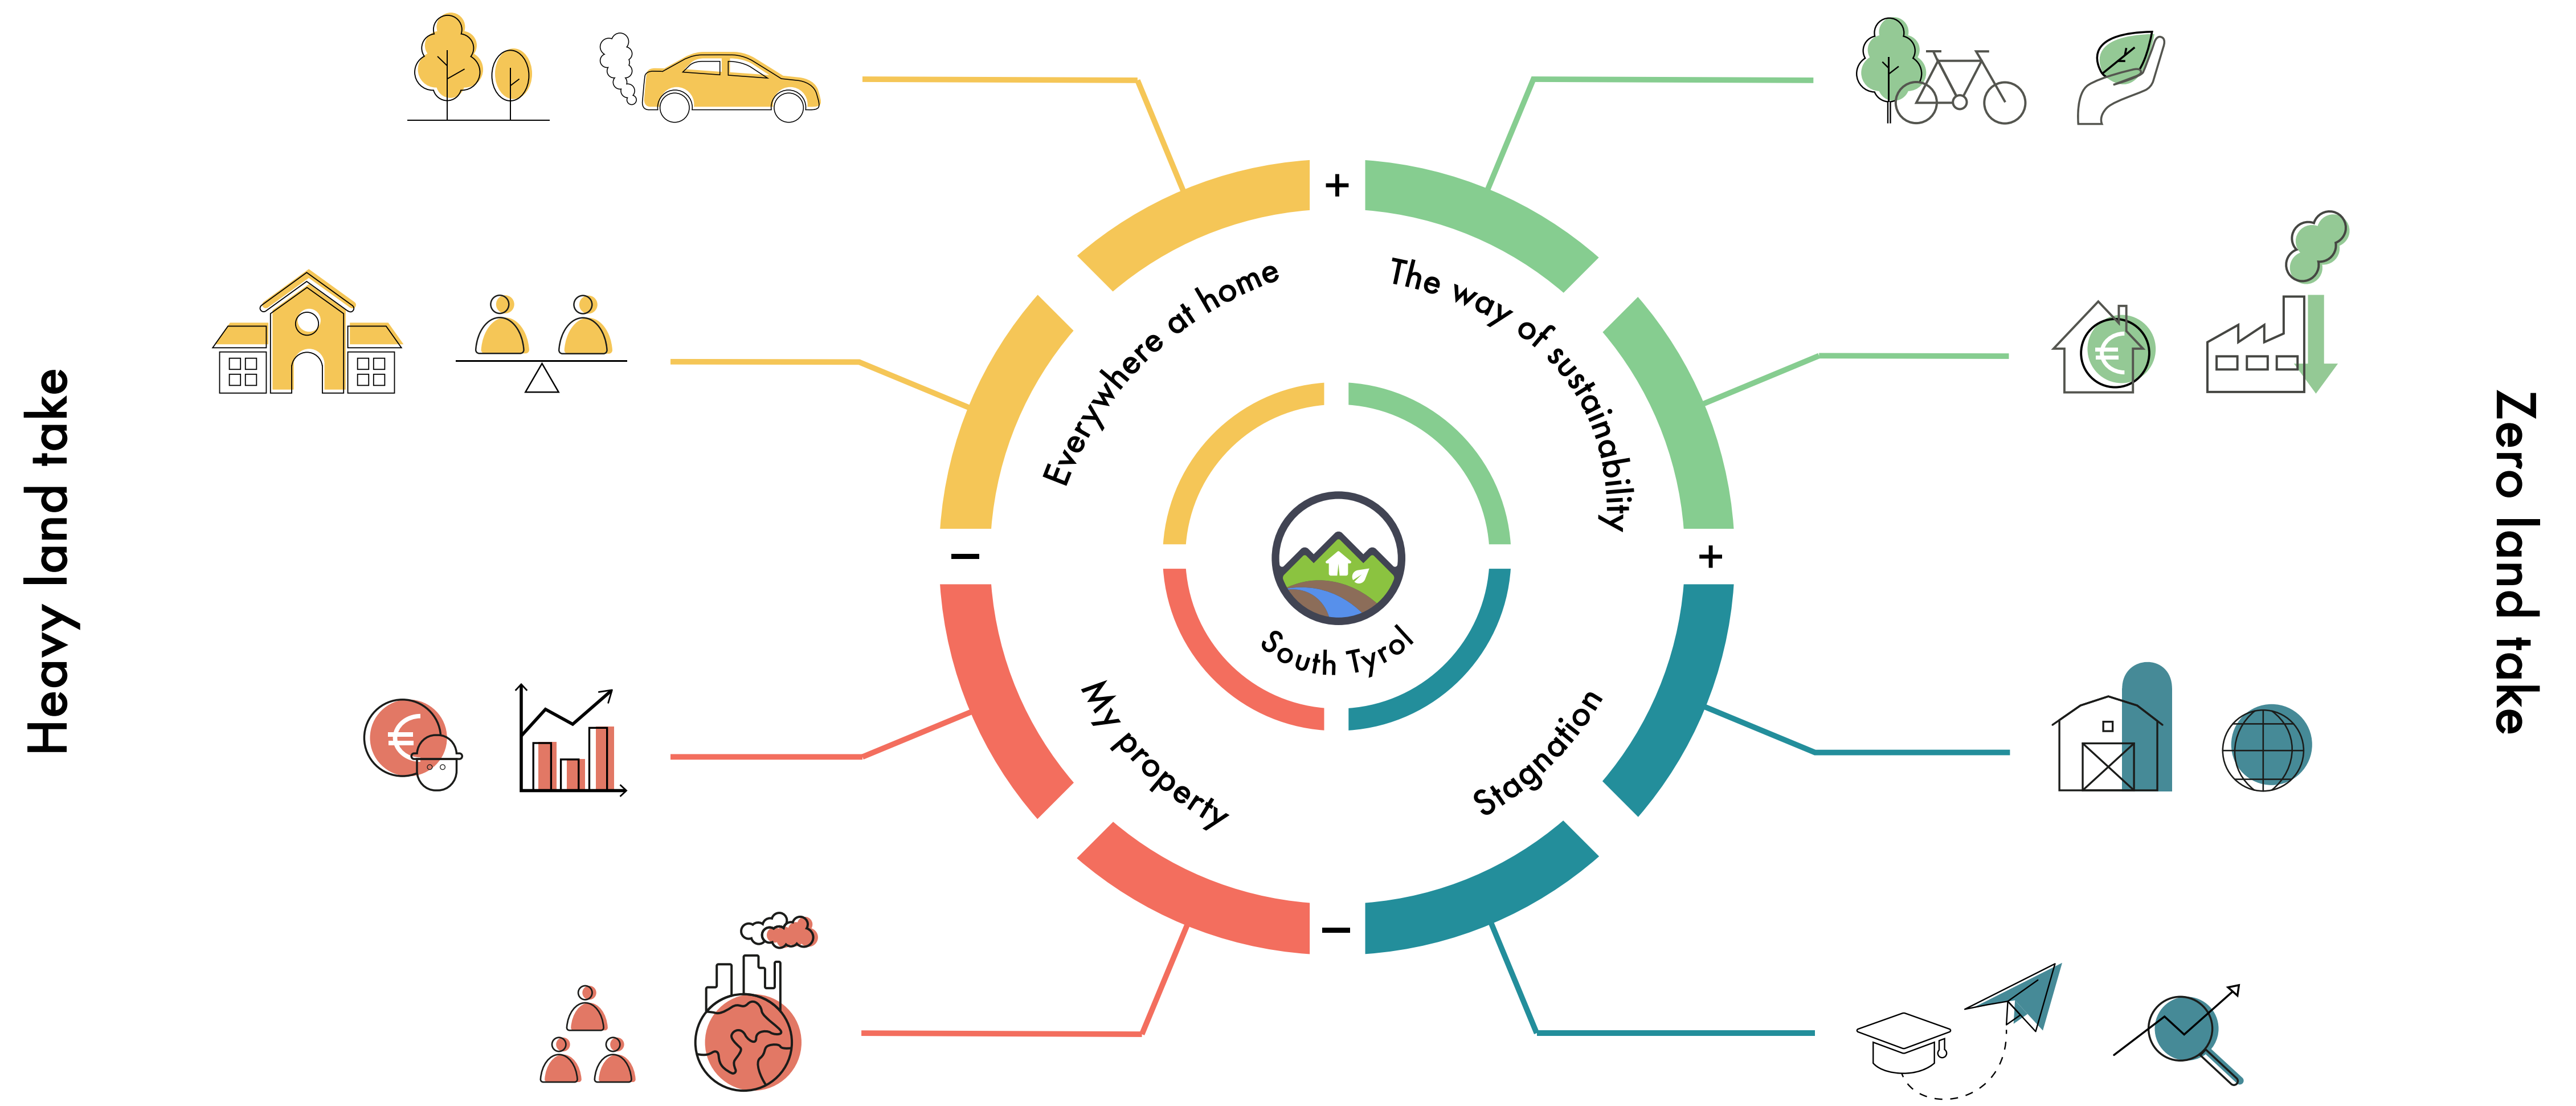 Heavy land take
+
Everywhere at home
The way of sustainability
€
–
+
South Tyrol
My property
Stagnation
€
–
Zero land take